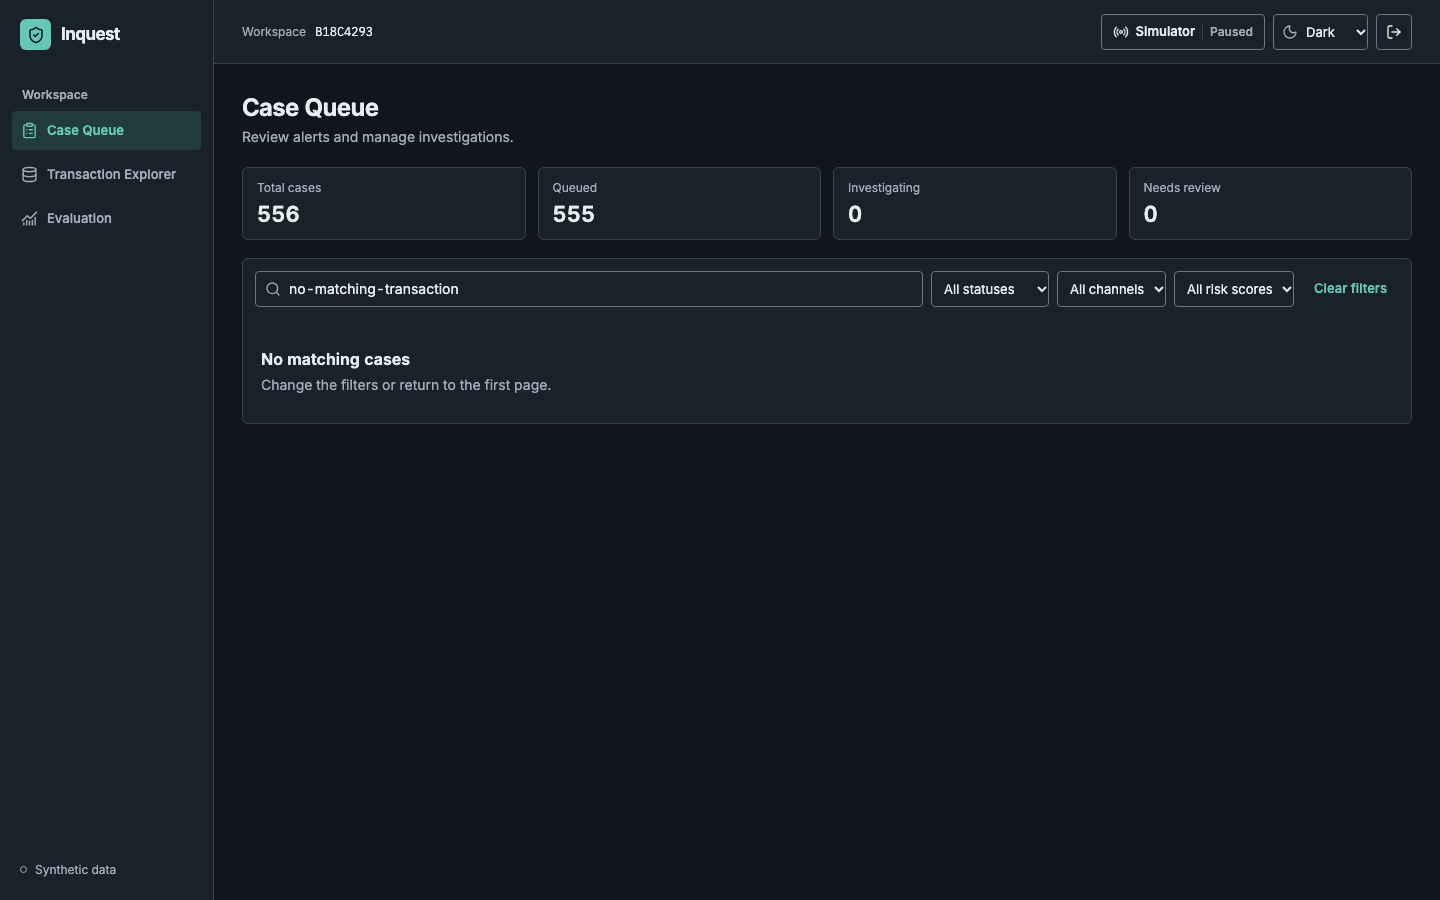 Inquest
Workspace
Case Queue
Transaction Explorer
Evaluation
Synthetic data
Workspace B18C4293
Simulator Paused
Dark
Case Queue
Review alerts and manage investigations.
Total cases
556
Queued
555
Investigating
0
Needs review
0
no-matching-transaction
All statuses
All channels
All risk scores
Clear filters
No matching cases
Change the filters or return to the first page.